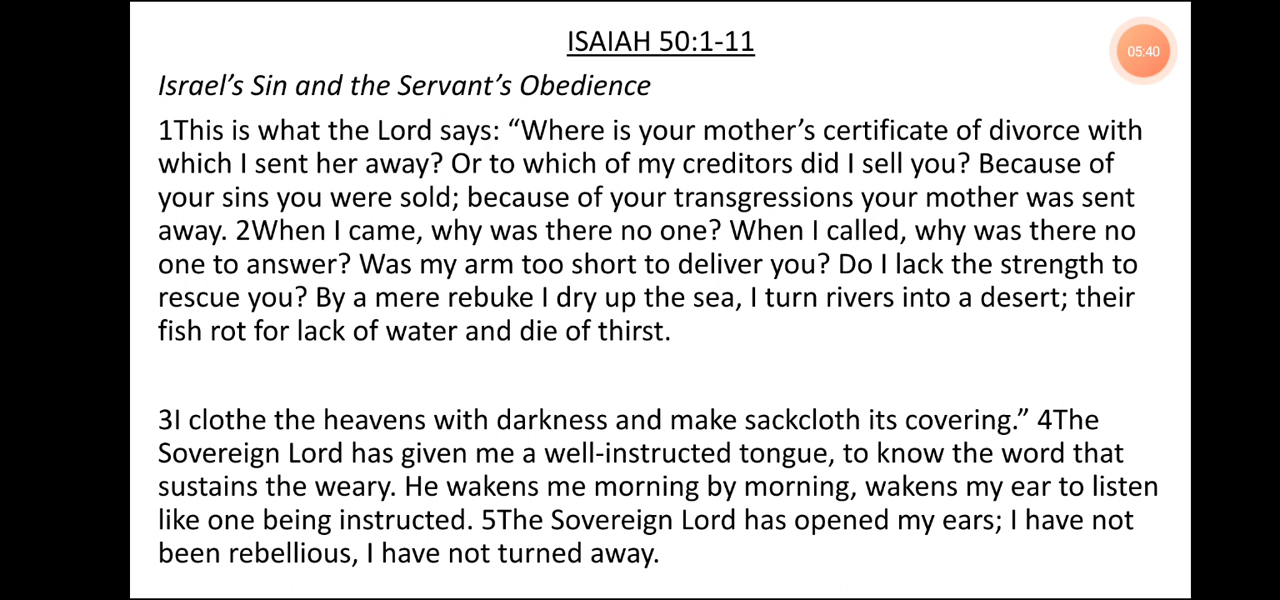 ISAIAH 50:1-11
05:40
Israel’s Sin and the Servant’s Obedience
1This is what the Lord says: “Where is your mother’s certificate of divorce with
which I sent her away? Or to which of my creditors did I sell you? Because of
your sins you were sold; because of your transgressions your mother was sent
away. 2When I came, why was there no one? When I called, why was there no
one to answer? Was my arm too short to deliver you? Do I lack the strength to
rescue you? By a mere rebuke I dry up the sea, I turn rivers into a desert; their
fish rot for lack of water and die of thirst.
3I clothe the heavens with darkness and make sackcloth its covering.” 4The
Sovereign Lord has given me a well-instructed tongue, to know the word that
sustains the weary. He wakens me morning by morning, wakens my ear to listen
like one being instructed. 5The Sovereign Lord has opened my ears; I have not
been rebellious, I have not turned away.